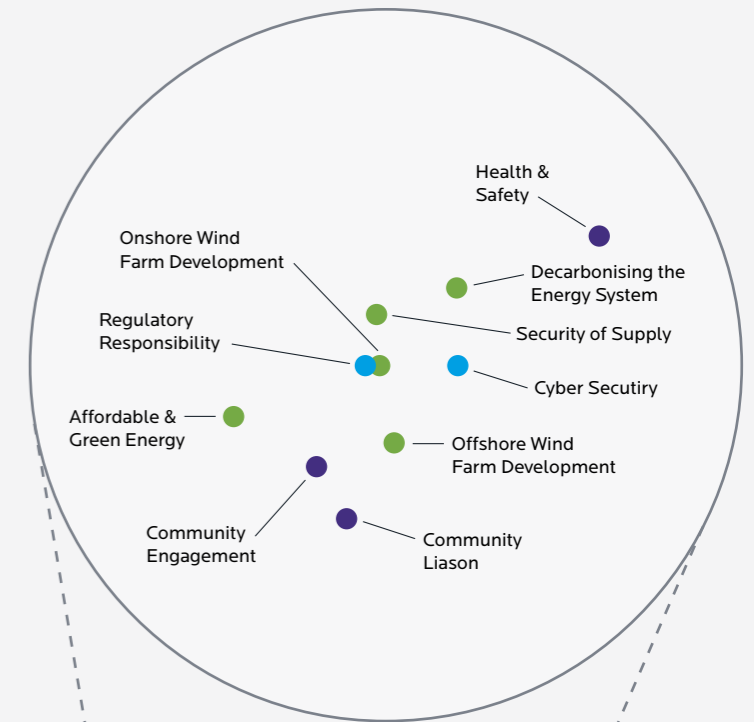 Health &
Safety
Onshore Wind
Farm Development
Decarbonising the
Energy System
Regulatory
Responsibility
Security of Supply
Cyber Secutiry
Affordable &
Green Energy
Offshore Wind
Farm Development
Community
Engagement
Community
Liason